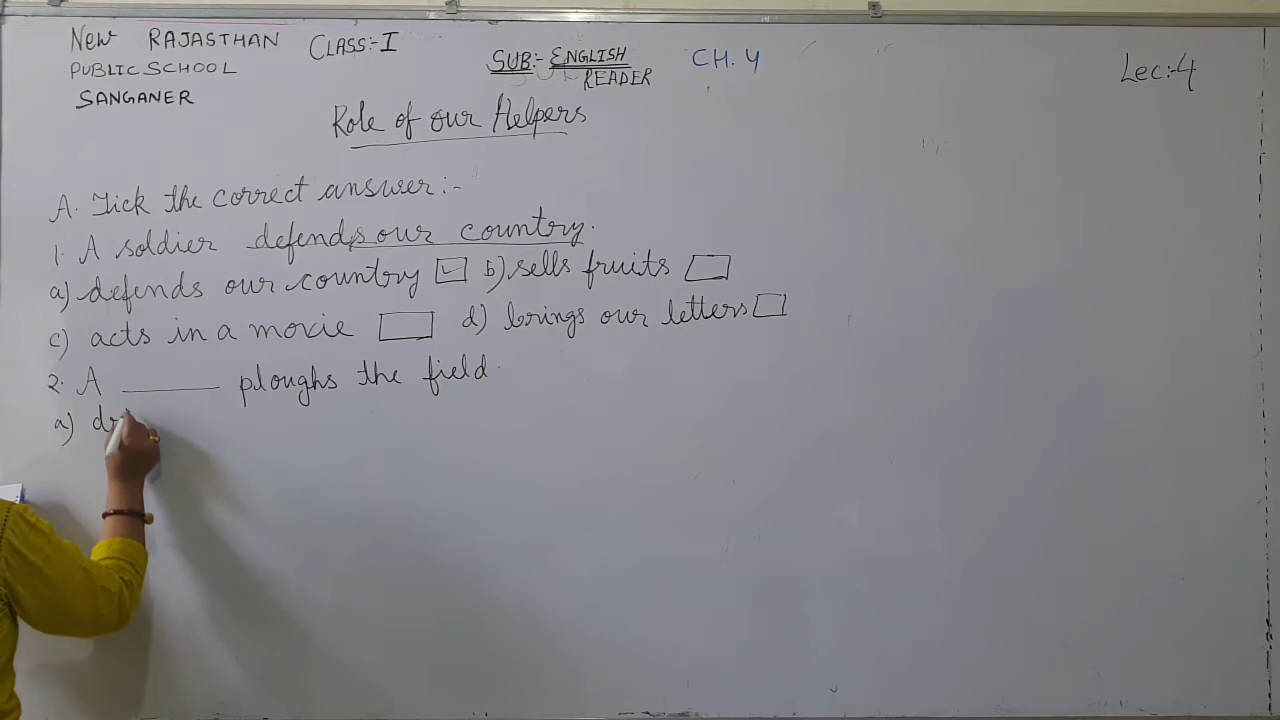 New RAJASTHAN
PUBLIC SCHOOL
SANGANER
CLASS:-I
SUB:- ENGLISH
READER
CH. 4
Lec:-4
Role of our Helpers
A. Tick the correct answer:-
1. A soldier defends our country.
a) defends our country ☑ b) sells fruits ☐
c) acts in a movie ☐ d) brings our letters ☐
2. A ______ ploughs the field.
a) dr